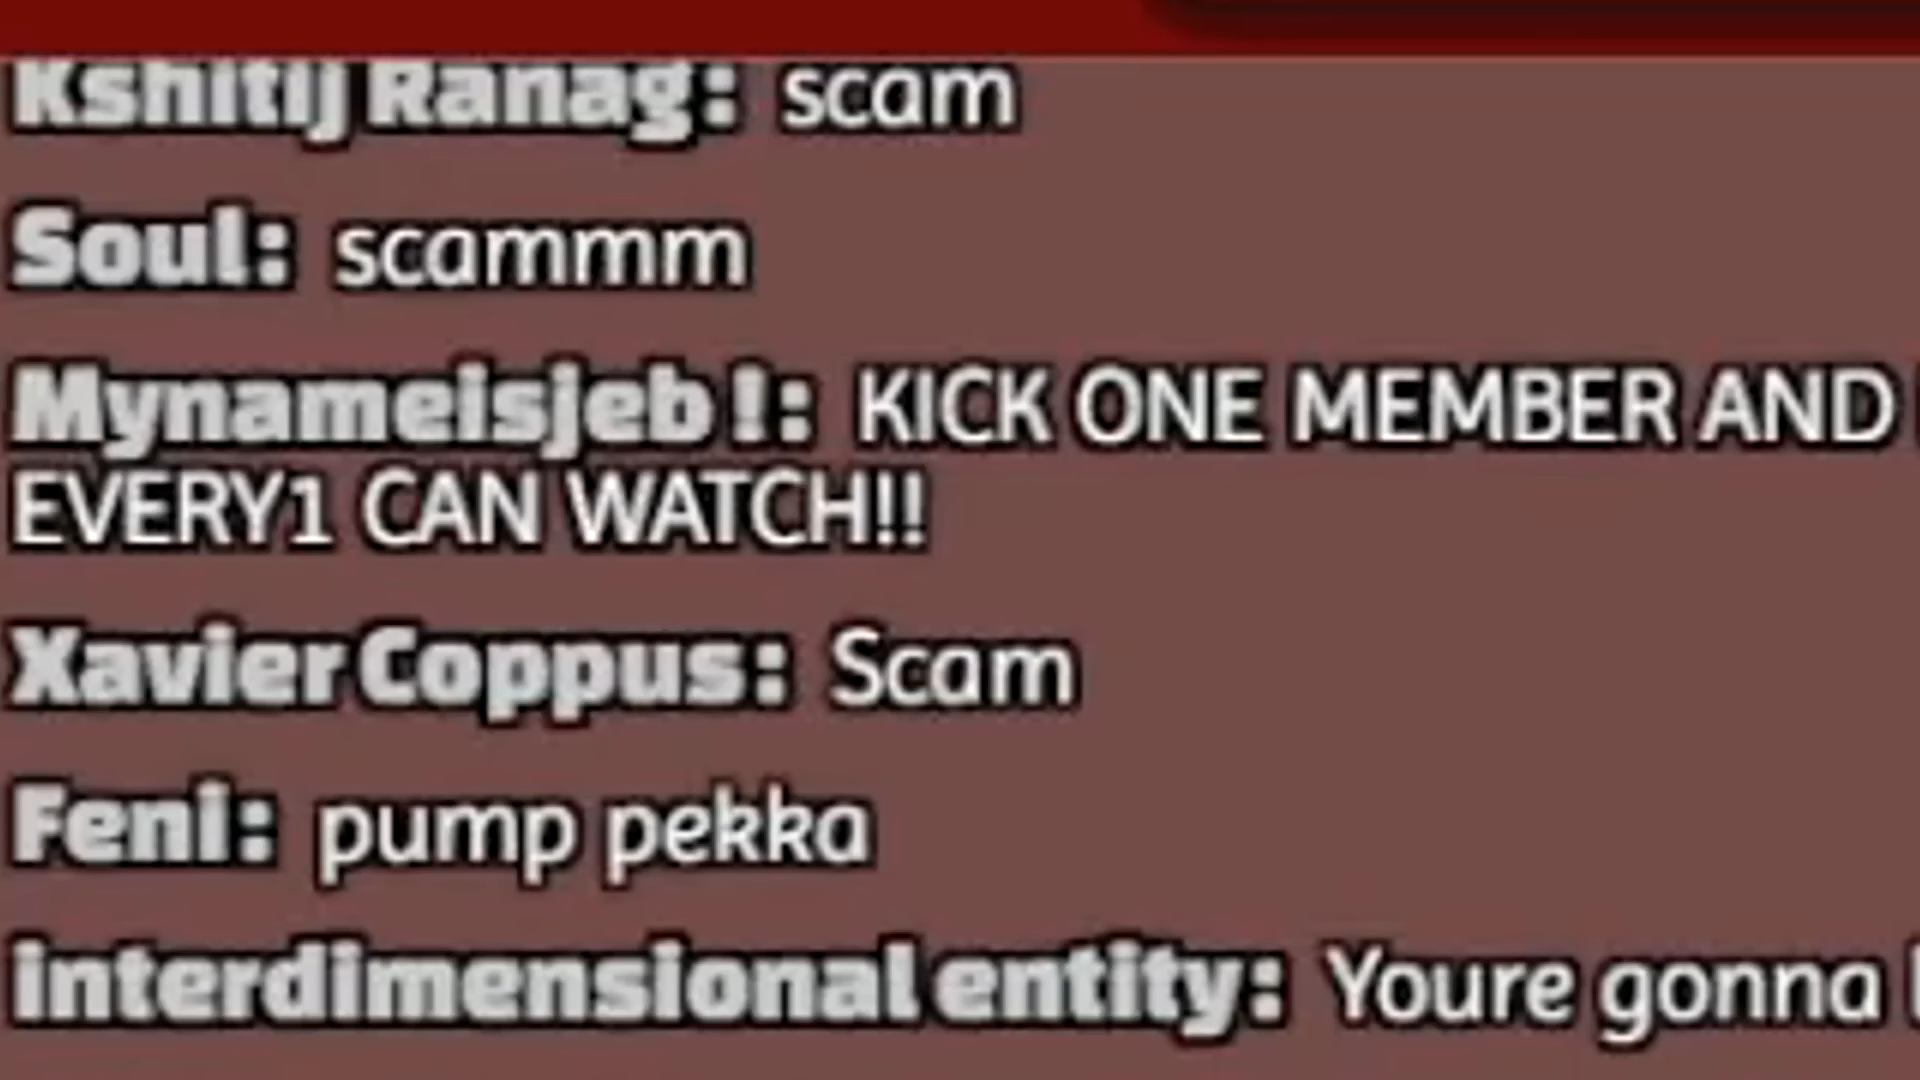 Kshitij Ranag: scam
Soul: scammm
Mynameisjeb !: KICK ONE MEMBER AND
EVERY1 CAN WATCH!!
Xavier Coppus: Scam
Feni: pump pekka
interdimensional entity: Youre gonna